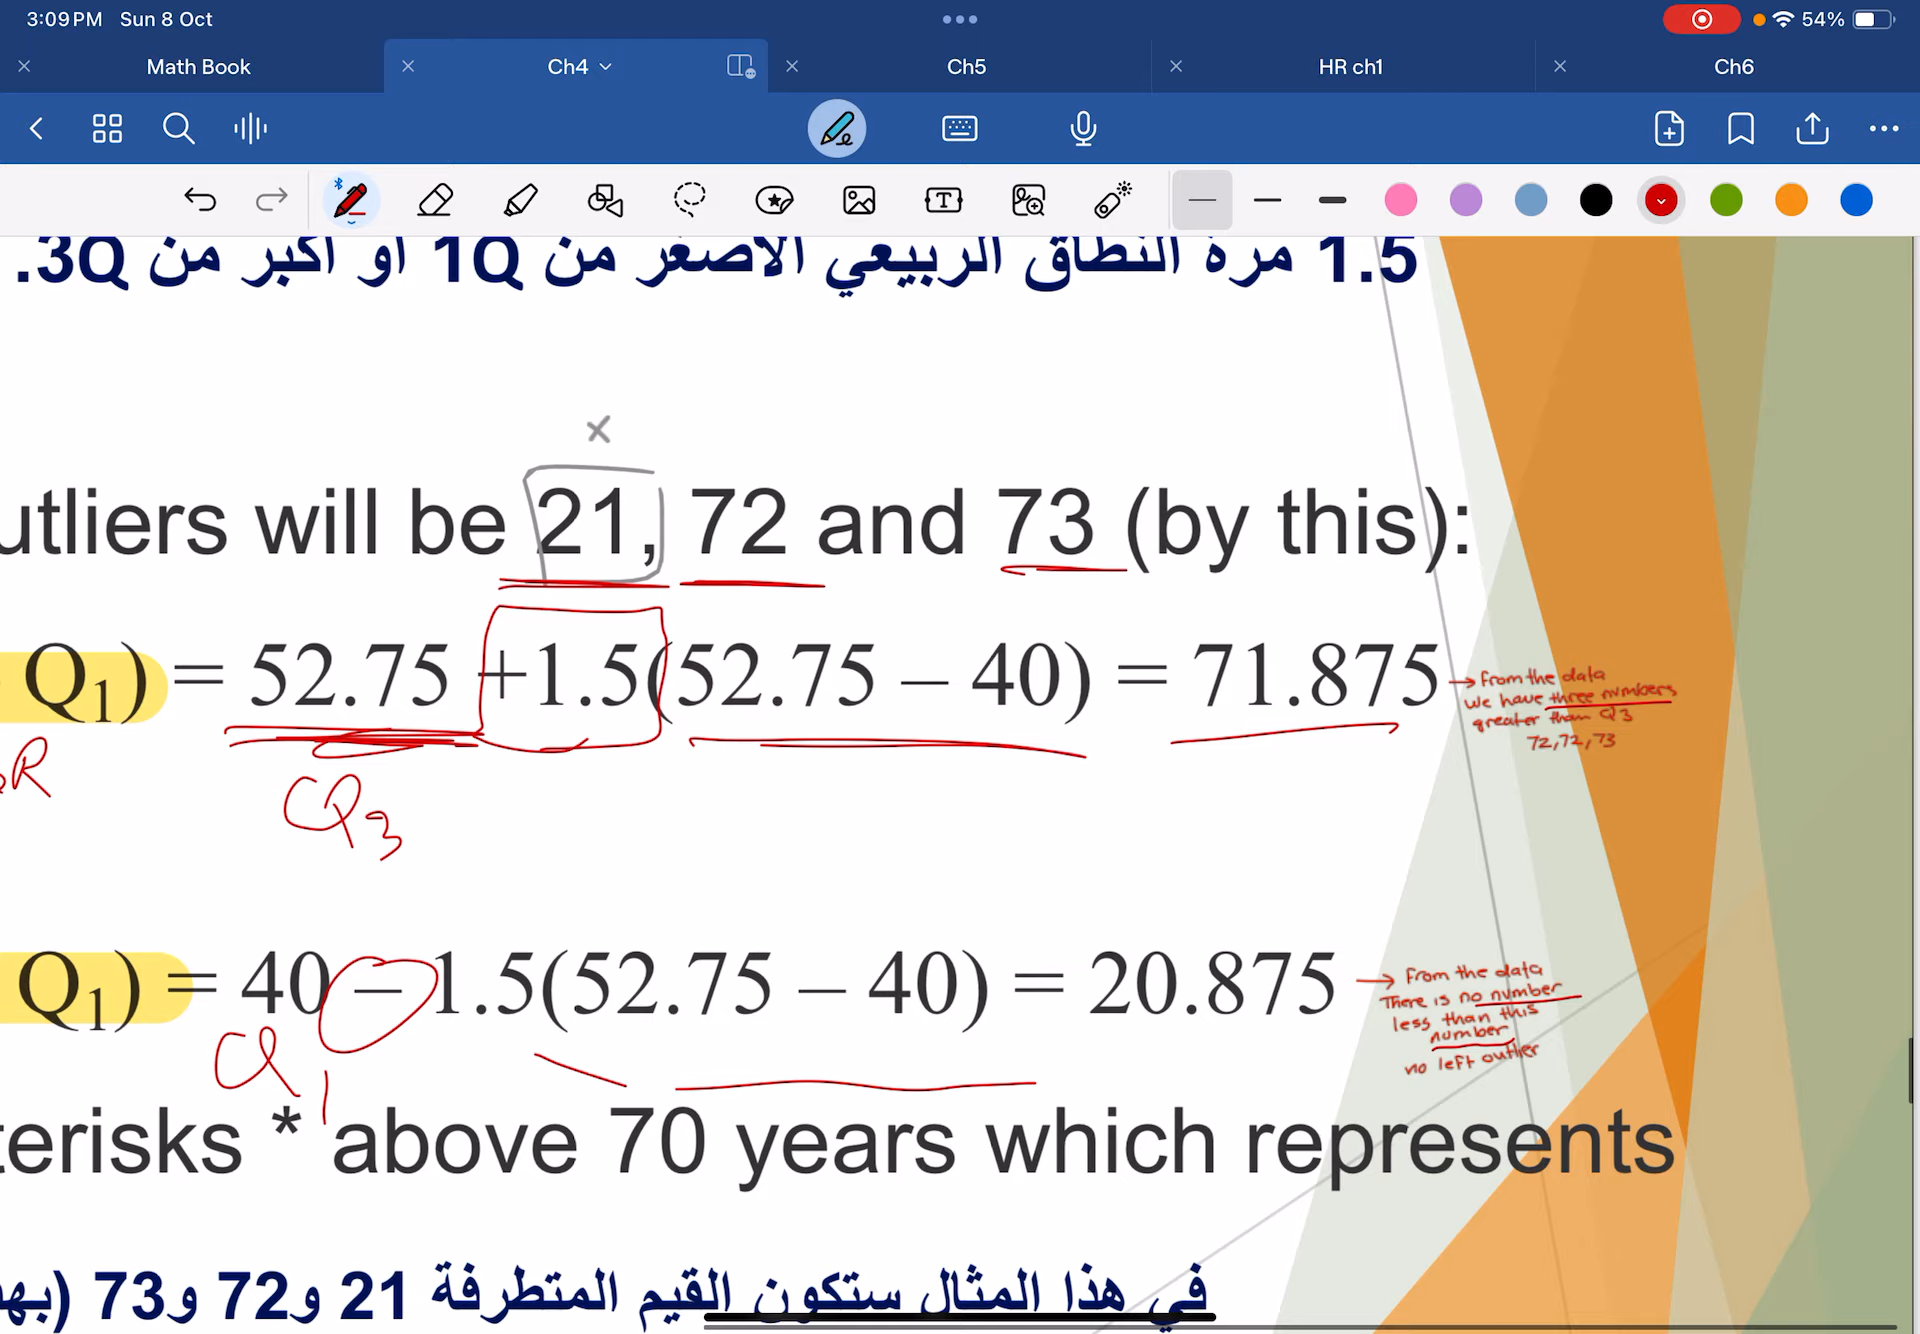 3:09 PM Sun 8 Oct
54%
Math Book
Ch4
Ch5
HR ch1
Ch6
1.5 مرة النطاق الربيعي الأصغر من 1Q أو أكبر من 3Q.
×
utliers will be 21, 72 and 73 (by this):
Q1) = 52.75 +1.5(52.75 – 40) = 71.875
→ From the data
we have three numbers
greater than Q3
72,72,73
R
Q3
Q1) = 40 – 1.5(52.75 – 40) = 20.875
→ From the data
There is no number
less than this
number
no left outlier
Q1
terisks * above 70 years which represents
في هذا المثال ستكون القيم المتطرفة 21 و72 و73 (به